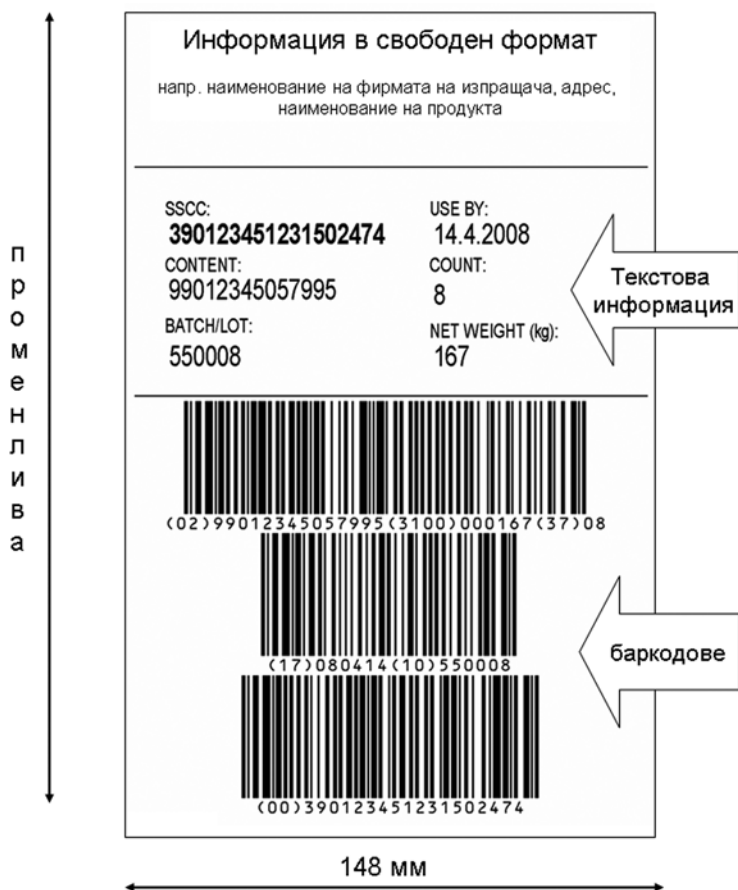 Информация в свободен формат
напр. наименование на фирмата на изпращача, адрес,
наименование на продукта
SSCC:
390123451231502474
USE BY:
14.4.2008
CONTENT:
99012345057995
COUNT:
8
BATCH/LOT:
550008
NET WEIGHT (kg):
167
Текстова
информация
(02)99012345057995(3100)000167(37)08
(17)080414(10)550008
(00)390123451231502474
баркодове
променлива
148 мм